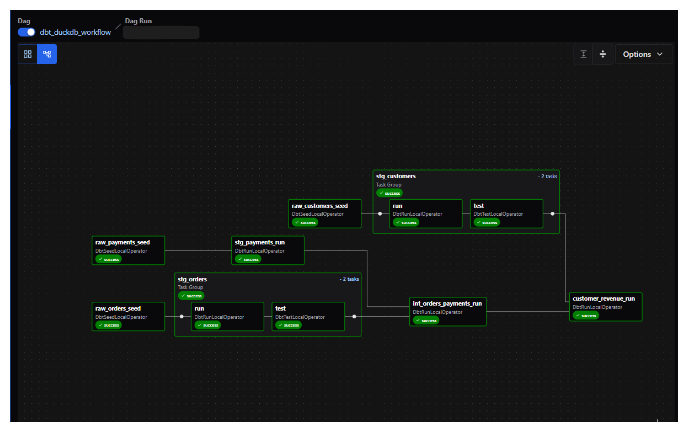 Dag
Dag Run
dbt_duckdb_workflow
Options
stg_customers
- 2 tasks
Task Group
success
raw_customers_seed
DbtSeedLocalOperator
success
run
DbtRunLocalOperator
success
test
DbtTestLocalOperator
success
raw_payments_seed
DbtSeedLocalOperator
success
stg_payments_run
DbtRunLocalOperator
success
stg_orders
- 2 tasks
Task Group
success
raw_orders_seed
DbtSeedLocalOperator
success
run
DbtRunLocalOperator
success
test
DbtTestLocalOperator
success
int_orders_payments_run
DbtRunLocalOperator
success
customer_revenue_run
DbtRunLocalOperator
success